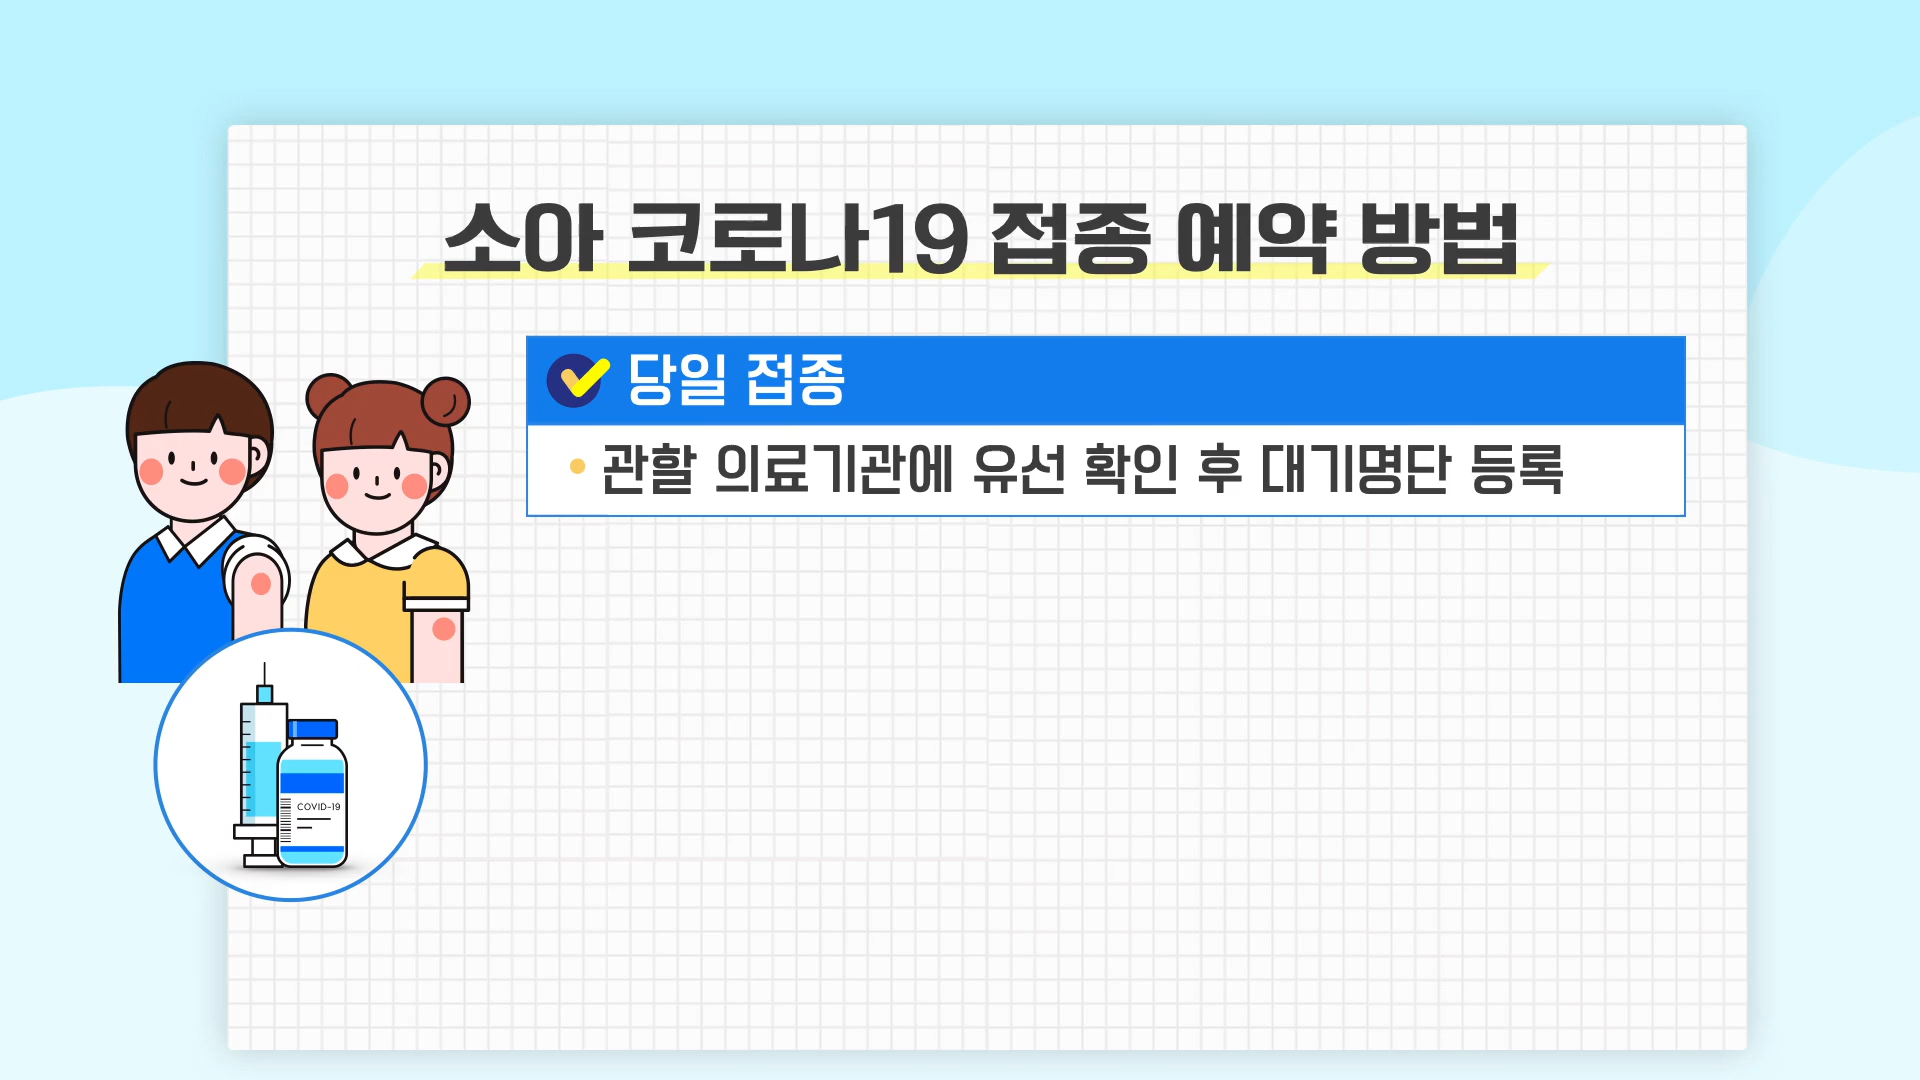 소아 코로나19 접종 예약 방법
당일 접종
관할 의료기관에 유선 확인 후 대기명단 등록
COVID-19